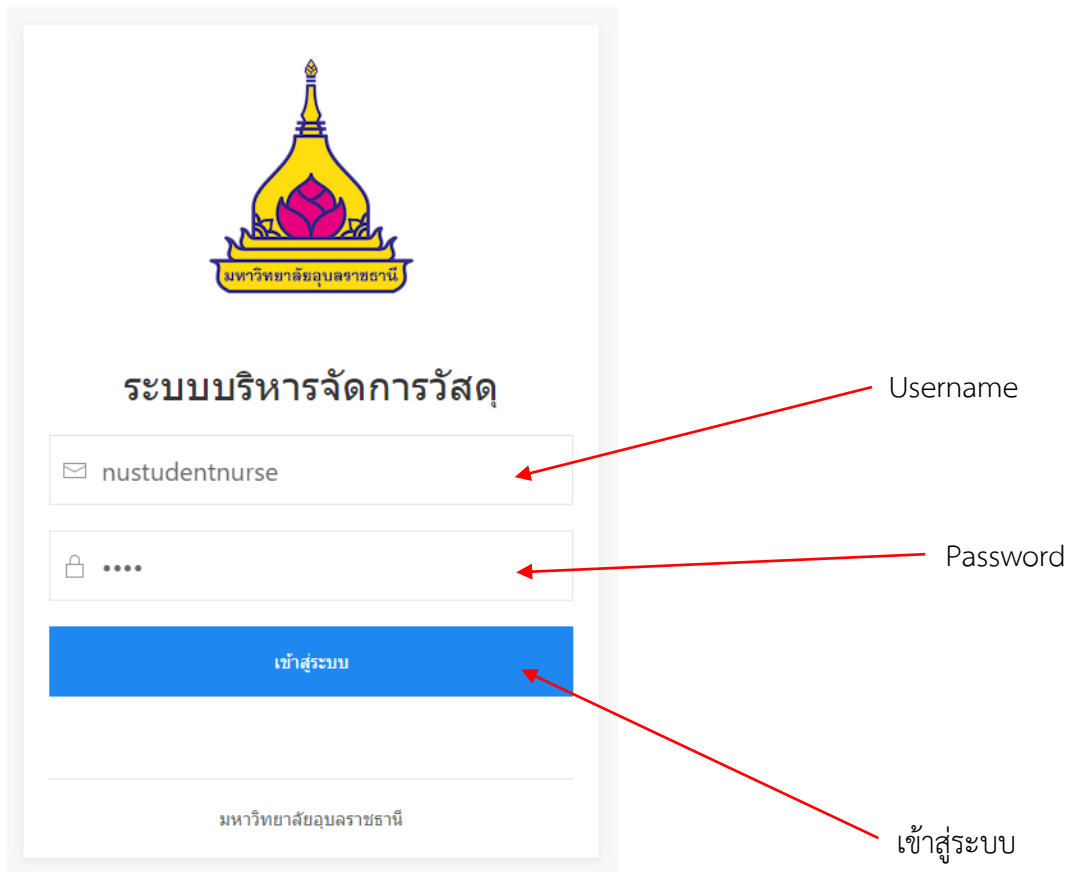 มหาวิทยาลัยอุบลราชธานี
ระบบบริหารจัดการวัสดุ
Username
nustudentnurse
Password
••••
เข้าสู่ระบบ
มหาวิทยาลัยอุบลราชธานี
เข้าสู่ระบบ